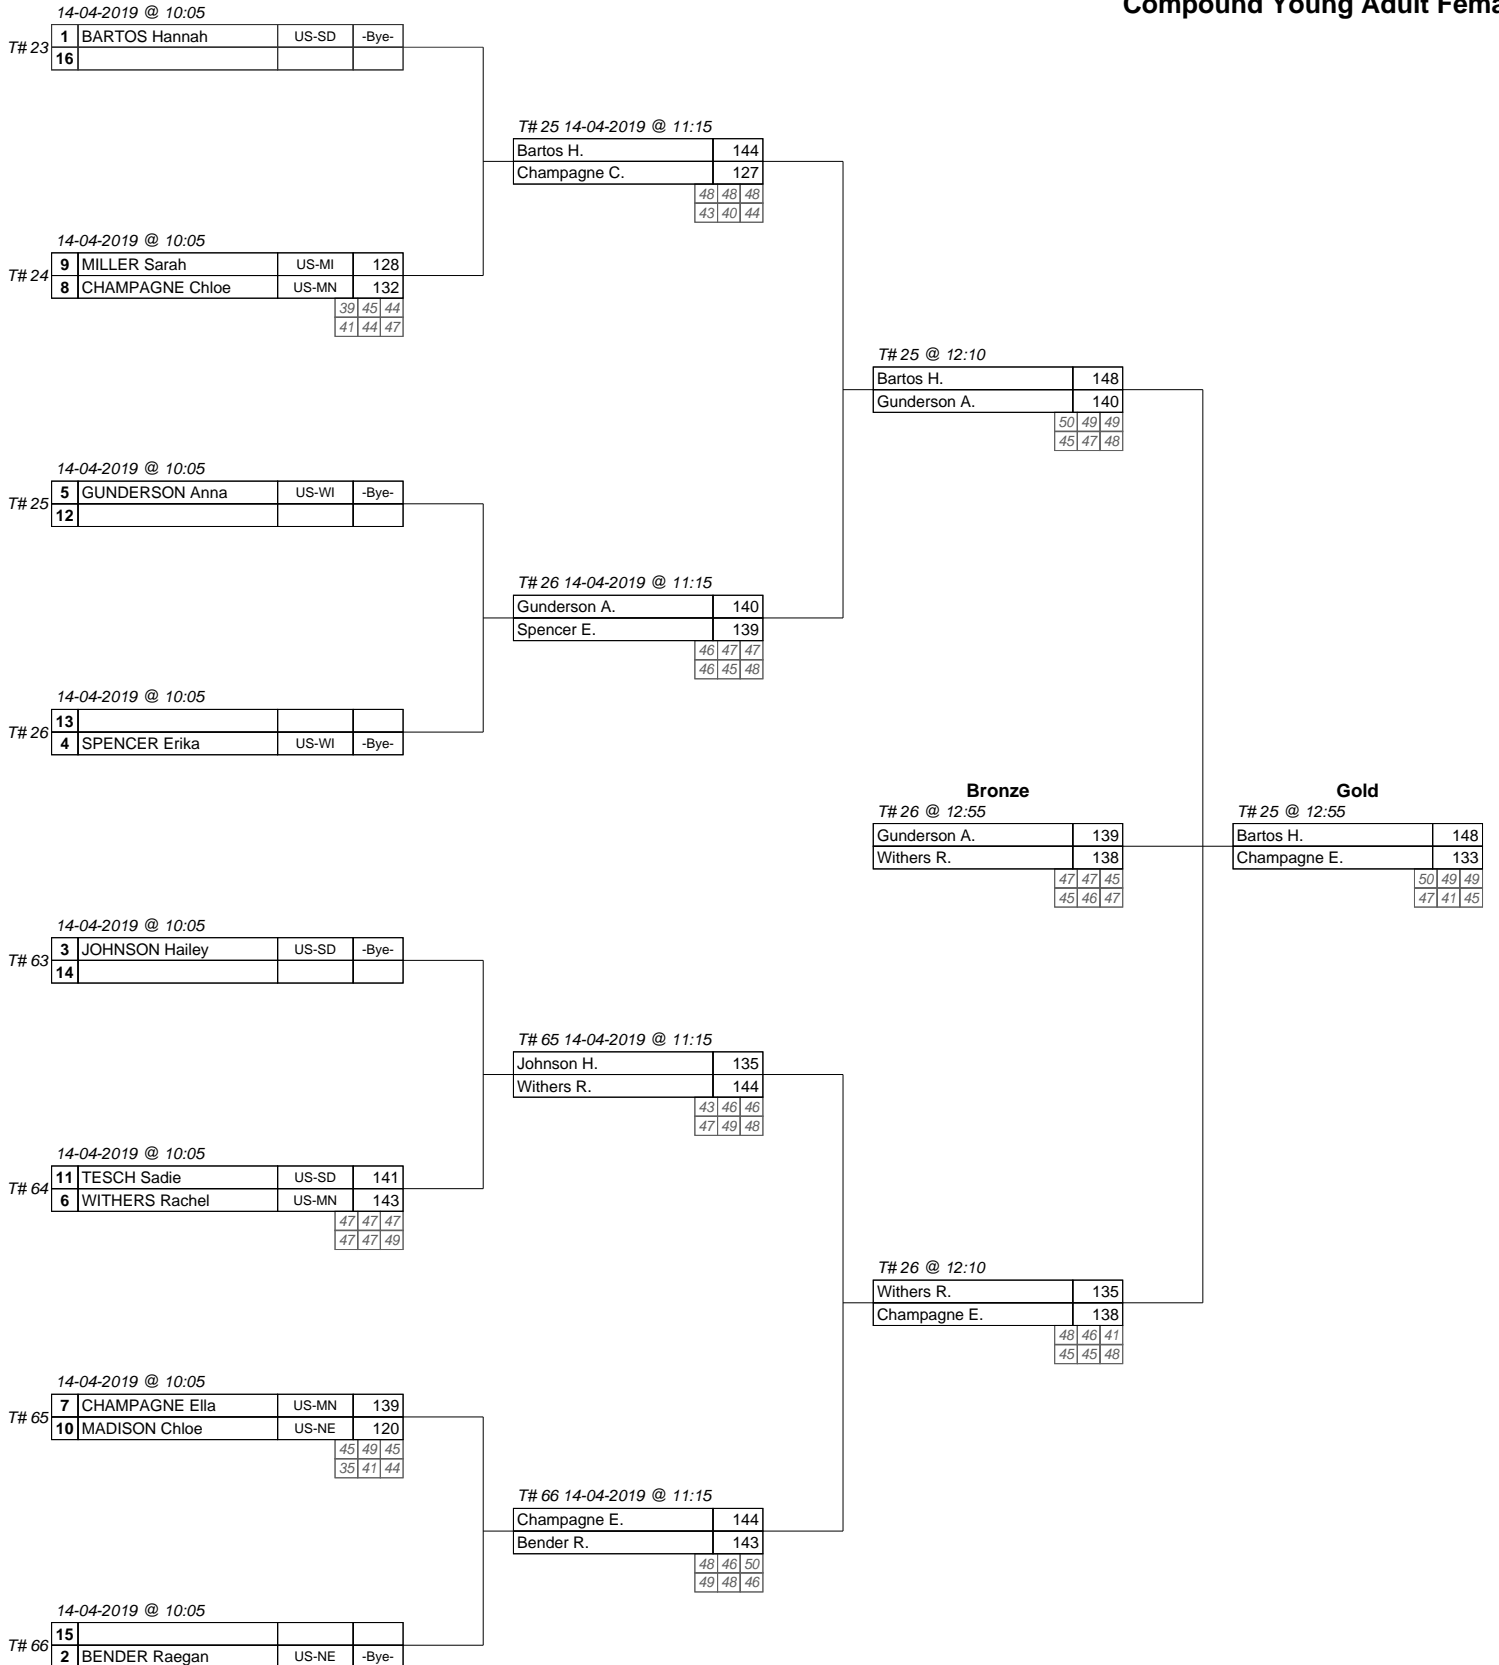 Compound Young Adult Fema
14-04-2019 @ 10:05
T# 23
1 BARTOS Hannah US-SD -Bye-
16
T# 25 14-04-2019 @ 11:15
Bartos H. 144
Champagne C. 127
48 48 48
43 40 44
14-04-2019 @ 10:05
T# 24
9 MILLER Sarah US-MI 128
8 CHAMPAGNE Chloe US-MN 132
39 45 44
41 44 47
T# 25 @ 12:10
Bartos H. 148
Gunderson A. 140
50 49 49
45 47 48
14-04-2019 @ 10:05
T# 25
5 GUNDERSON Anna US-WI -Bye-
12
T# 26 14-04-2019 @ 11:15
Gunderson A. 140
Spencer E. 139
46 47 47
46 45 48
14-04-2019 @ 10:05
T# 26
13
4 SPENCER Erika US-WI -Bye-
Bronze
T# 26 @ 12:55
Gunderson A. 139
Withers R. 138
47 47 45
45 46 47
Gold
T# 25 @ 12:55
Bartos H. 148
Champagne E. 133
50 49 49
47 41 45
14-04-2019 @ 10:05
T# 63
3 JOHNSON Hailey US-SD -Bye-
14
T# 65 14-04-2019 @ 11:15
Johnson H. 135
Withers R. 144
43 46 46
47 49 48
14-04-2019 @ 10:05
T# 64
11 TESCH Sadie US-SD 141
6 WITHERS Rachel US-MN 143
47 47 47
47 47 49
T# 26 @ 12:10
Withers R. 135
Champagne E. 138
48 46 41
45 45 48
14-04-2019 @ 10:05
T# 65
7 CHAMPAGNE Ella US-MN 139
10 MADISON Chloe US-NE 120
45 49 45
35 41 44
T# 66 14-04-2019 @ 11:15
Champagne E. 144
Bender R. 143
48 46 50
49 48 46
14-04-2019 @ 10:05
T# 66
15
2 BENDER Raegan US-NE -Bye-